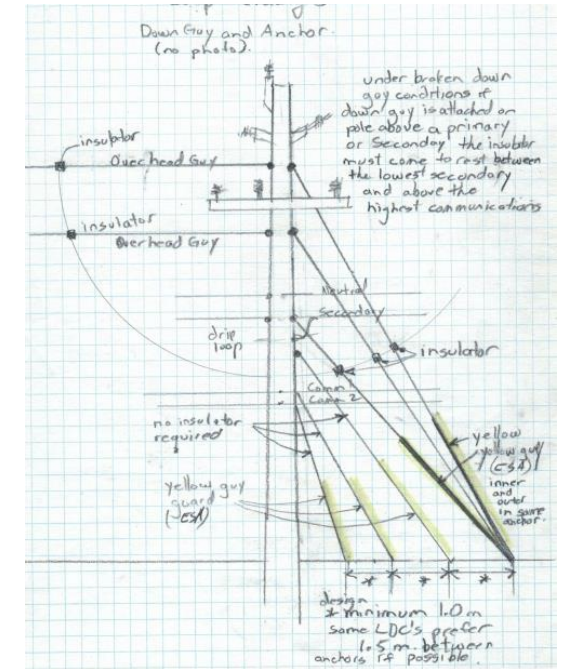 Down Guy and Anchor.
(no photo).
under broken down
guy conditions if
down guy is attached on
pole above a primary
or Seconday the insulator
must come to rest between
the lowest secondary
and above the
highest communications
insulator
Overhead Guy
insulator
Overhead Guy
Neutral
Secondary
drip
loop
insulator
Comm 1
Comm 2
no insulator
required
yellow
yellow guy
(ESA)
inner
and
outer
in same
anchor.
yellow guy
guard
(ESA)
* * *
design
* minimum 1.0 m
some LDC's prefer
1.5 m. between
anchors if possible